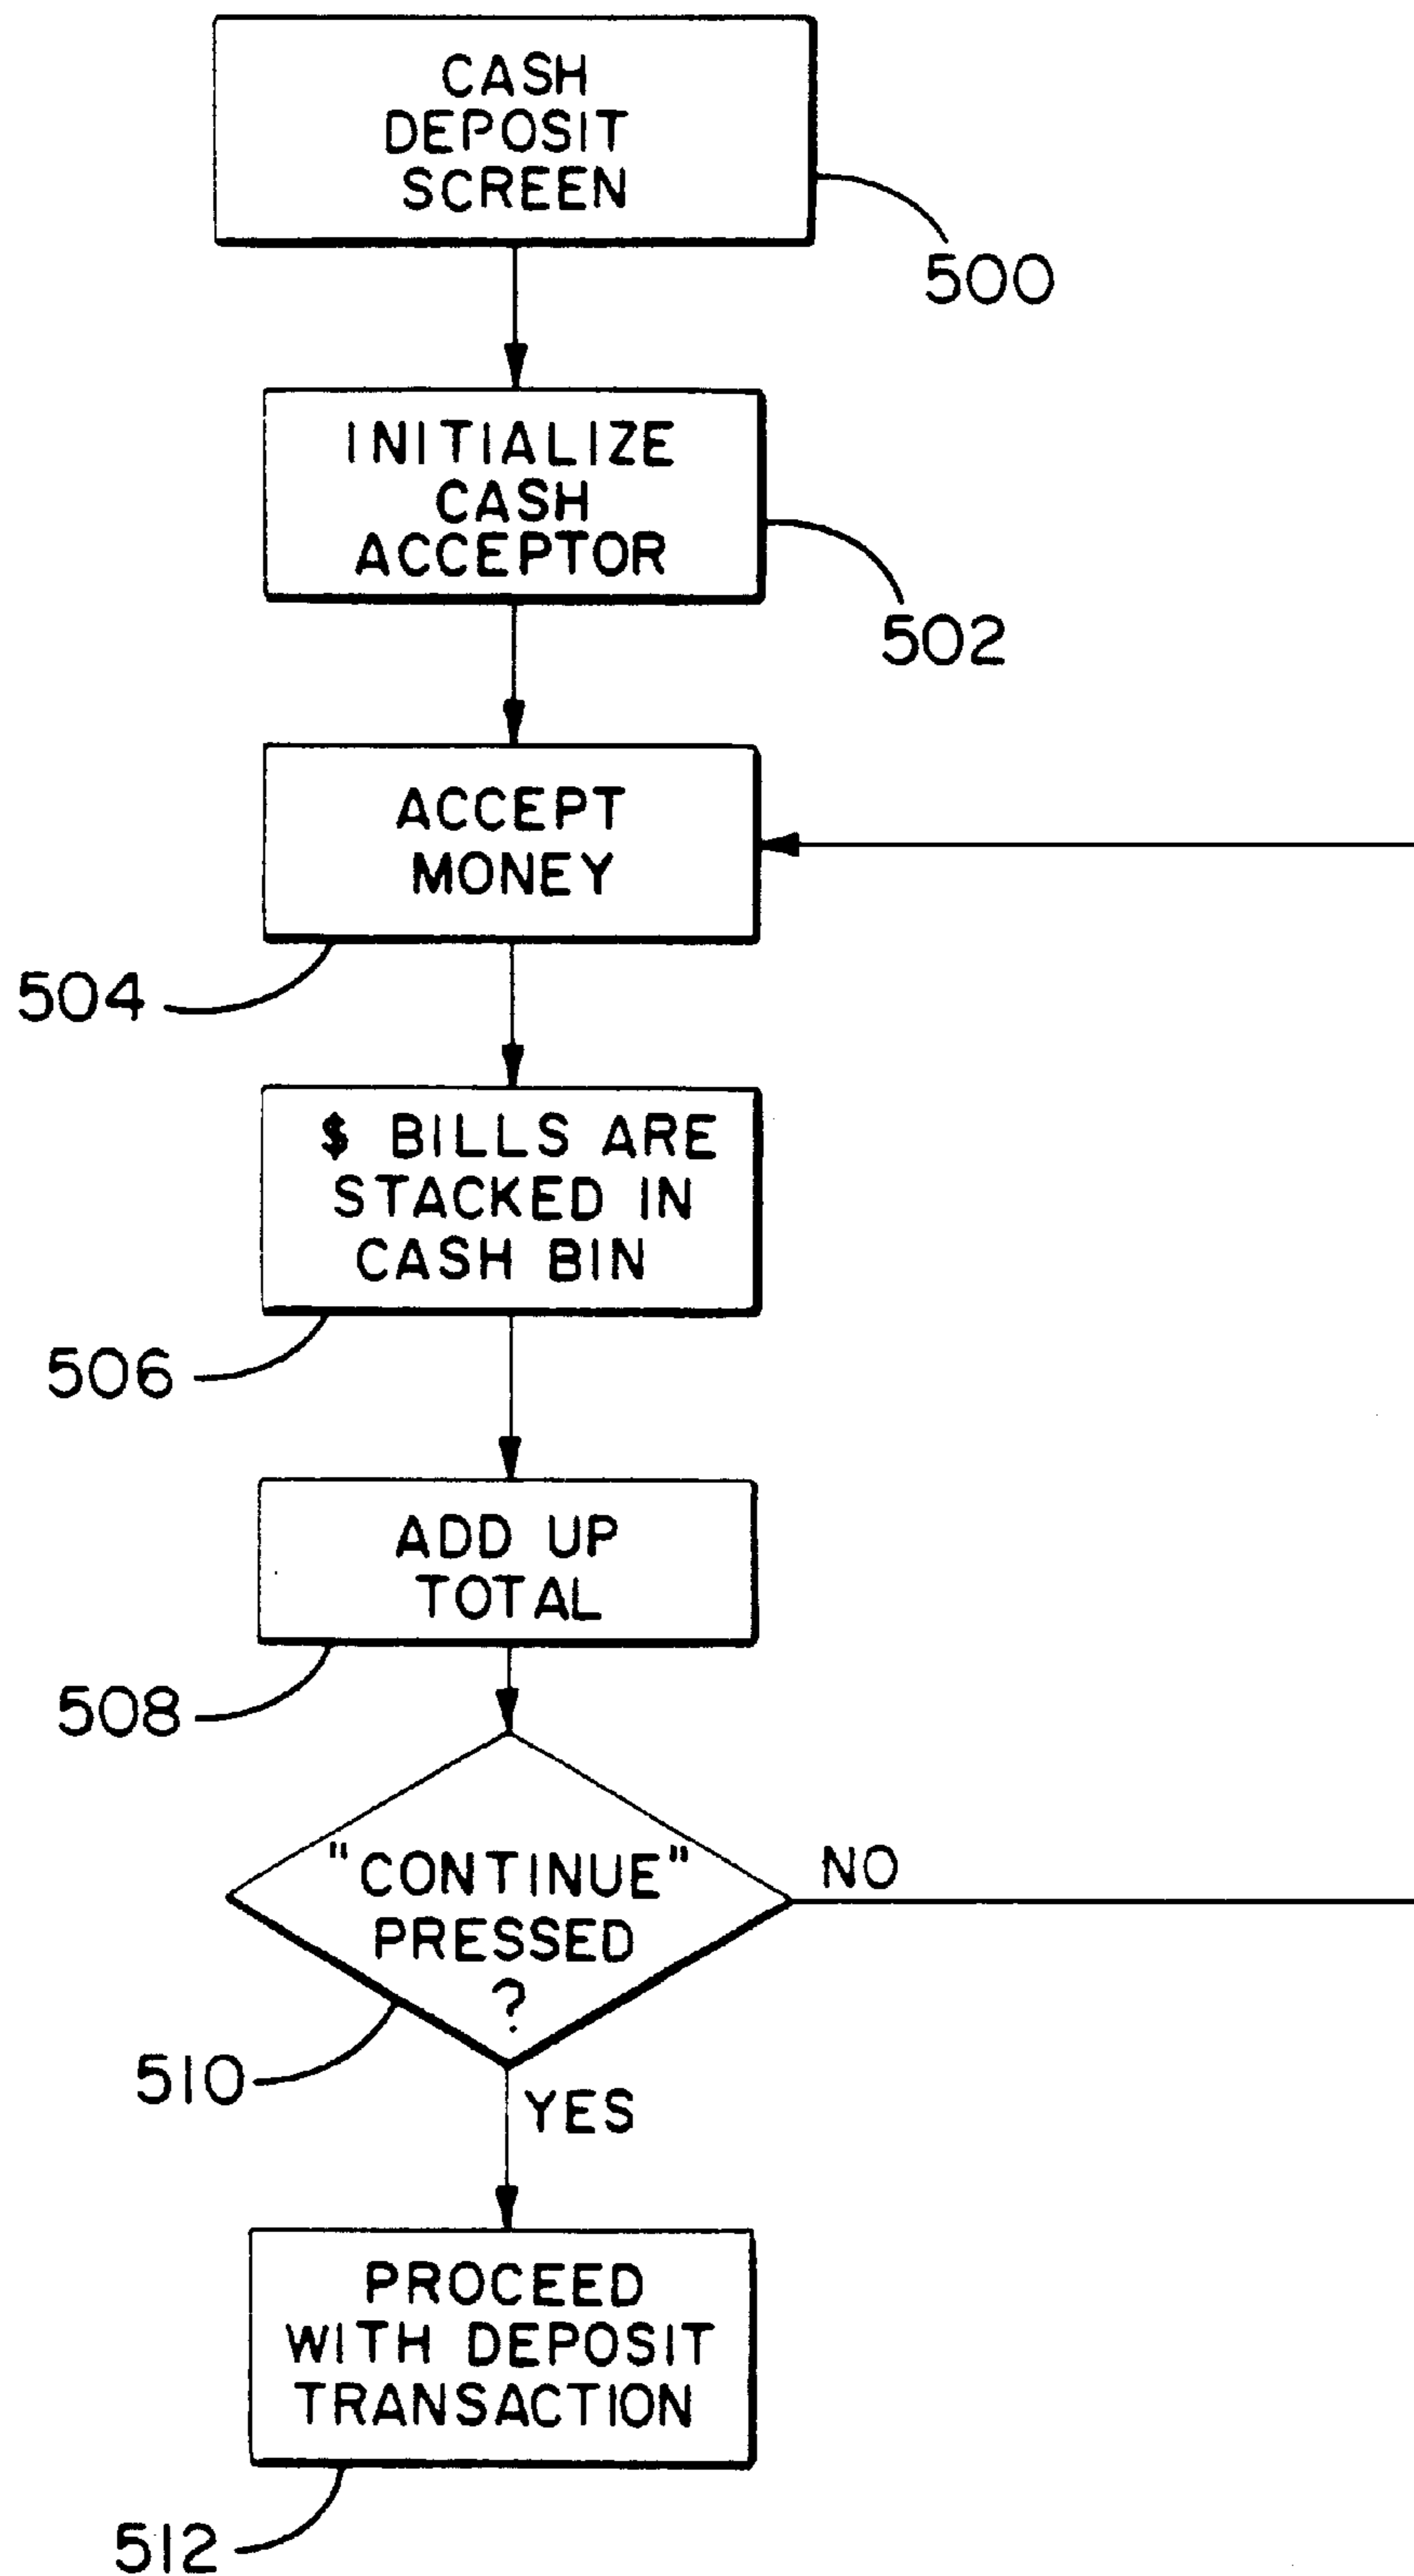 CASH
DEPOSIT
SCREEN
500
INITIALIZE
CASH
ACCEPTOR
502
ACCEPT
MONEY
504
$ BILLS ARE
STACKED IN
CASH BIN
506
ADD UP
TOTAL
508
"CONTINUE"
PRESSED
?
NO
510
YES
PROCEED
WITH DEPOSIT
TRANSACTION
512